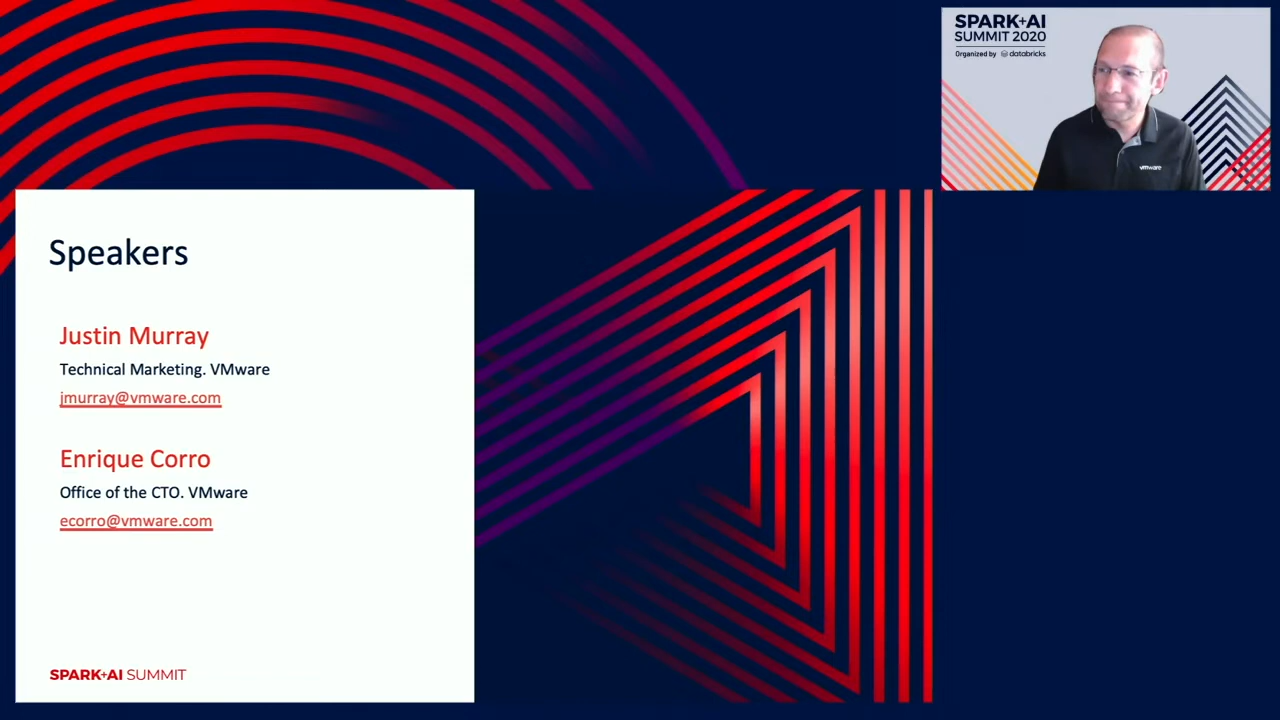 Speakers
Justin Murray
Technical Marketing. VMware
jmurray@vmware.com
Enrique Corro
Office of the CTO. VMware
ecorro@vmware.com
SPARK+AI SUMMIT
SPARK+AI
SUMMIT 2020
Organized by databricks
vmware